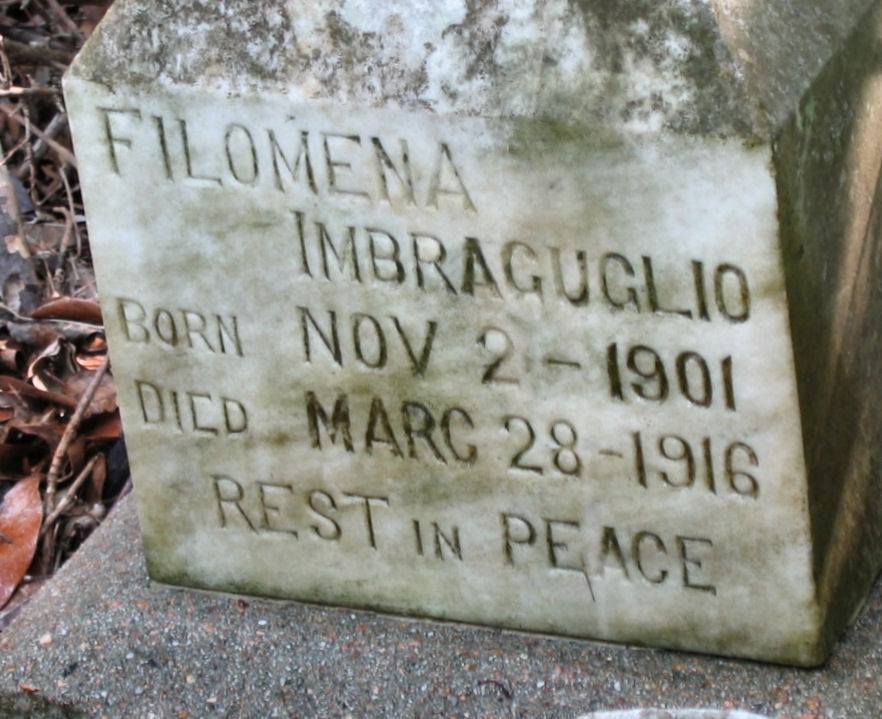 FILOMENA
IMBRAGUGLIO
BORN NOV 2 - 1901
DIED MARC 28 - 1916
REST IN PEACE